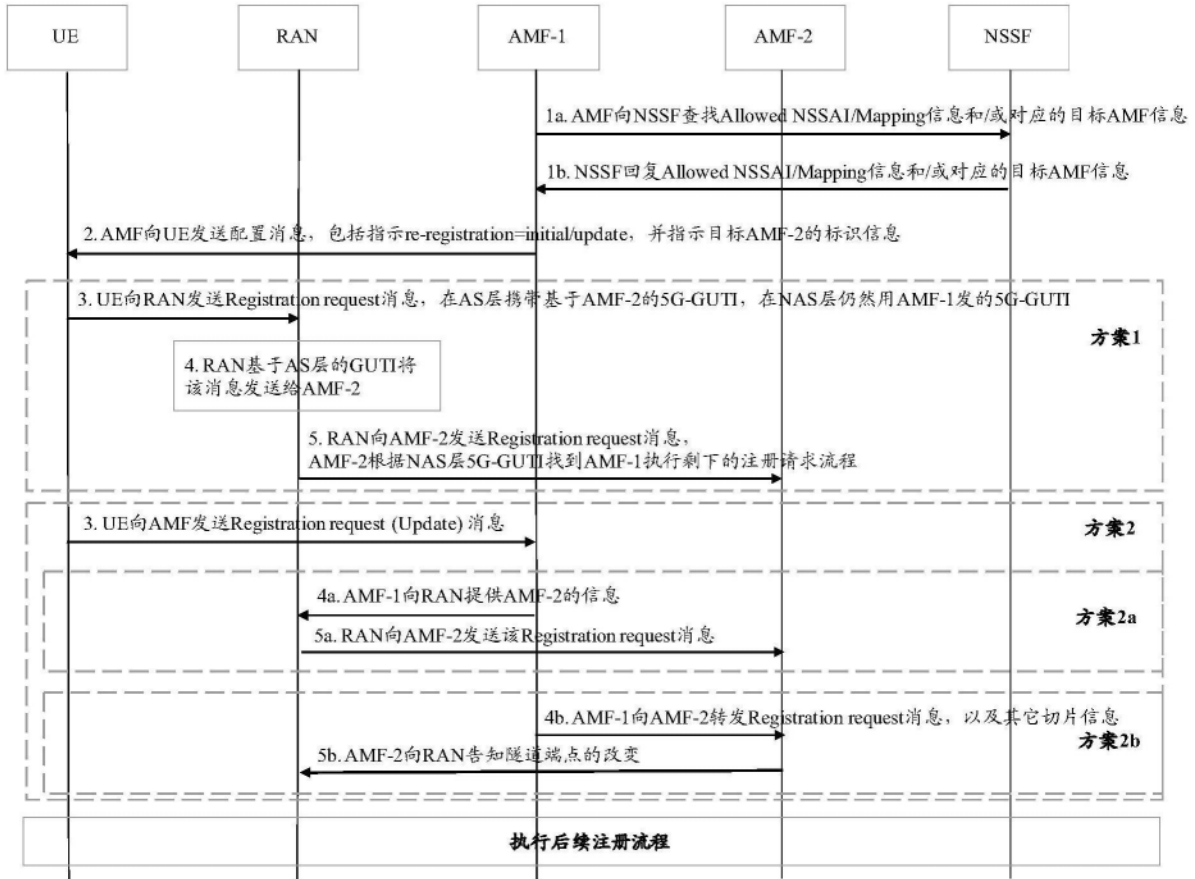 UE
RAN
AMF-1
AMF-2
NSSF
1a. AMF向NSSF查找Allowed NSSAI/Mapping信息和/或对应的目标AMF信息
1b. NSSF回复Allowed NSSAI/Mapping信息和/或对应的目标AMF信息
2. AMF向UE发送配置消息，包括指示re-registration=initial/update，并指示目标AMF-2的标识信息
3. UE向RAN发送Registration request消息，在AS层携带基于AMF-2的5G-GUTI，在NAS层仍然用AMF-1发的5G-GUTI
方案1
4. RAN基于AS层的GUTI将
该消息发送给AMF-2
5. RAN向AMF-2发送Registration request消息，
AMF-2根据NAS层5G-GUTI找到AMF-1执行剩下的注册请求流程
3. UE向AMF发送Registration request (Update) 消息
方案2
4a. AMF-1向RAN提供AMF-2的信息
5a. RAN向AMF-2发送该Registration request消息
方案2a
4b. AMF-1向AMF-2转发Registration request消息，以及其它切片信息
方案2b
5b. AMF-2向RAN告知隧道端点的改变
执行后续注册流程